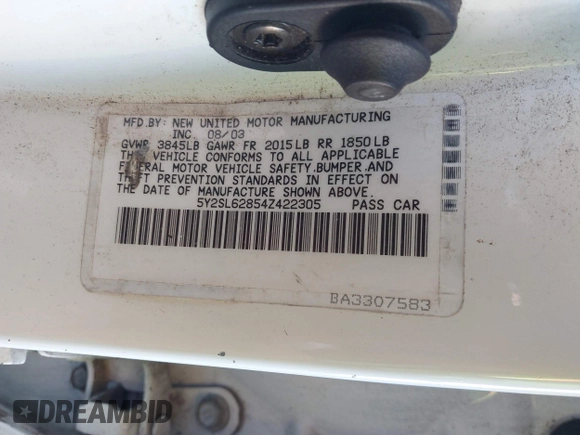 MFD.BY: NEW UNITED MOTOR MANUFACTURING
INC. 08/03
GVWR 3845LB GAWR FR 2015LB RR 1850LB
THIS VEHICLE CONFORMS TO ALL APPLICABLE
FEDERAL MOTOR VEHICLE SAFETY.BUMPER.AND
THEFT PREVENTION STANDARDS IN EFFECT ON
THE DATE OF MANUFACTURE SHOWN ABOVE.
5Y2SL62854Z422305 PASS CAR
BA3307583
DREAMBID